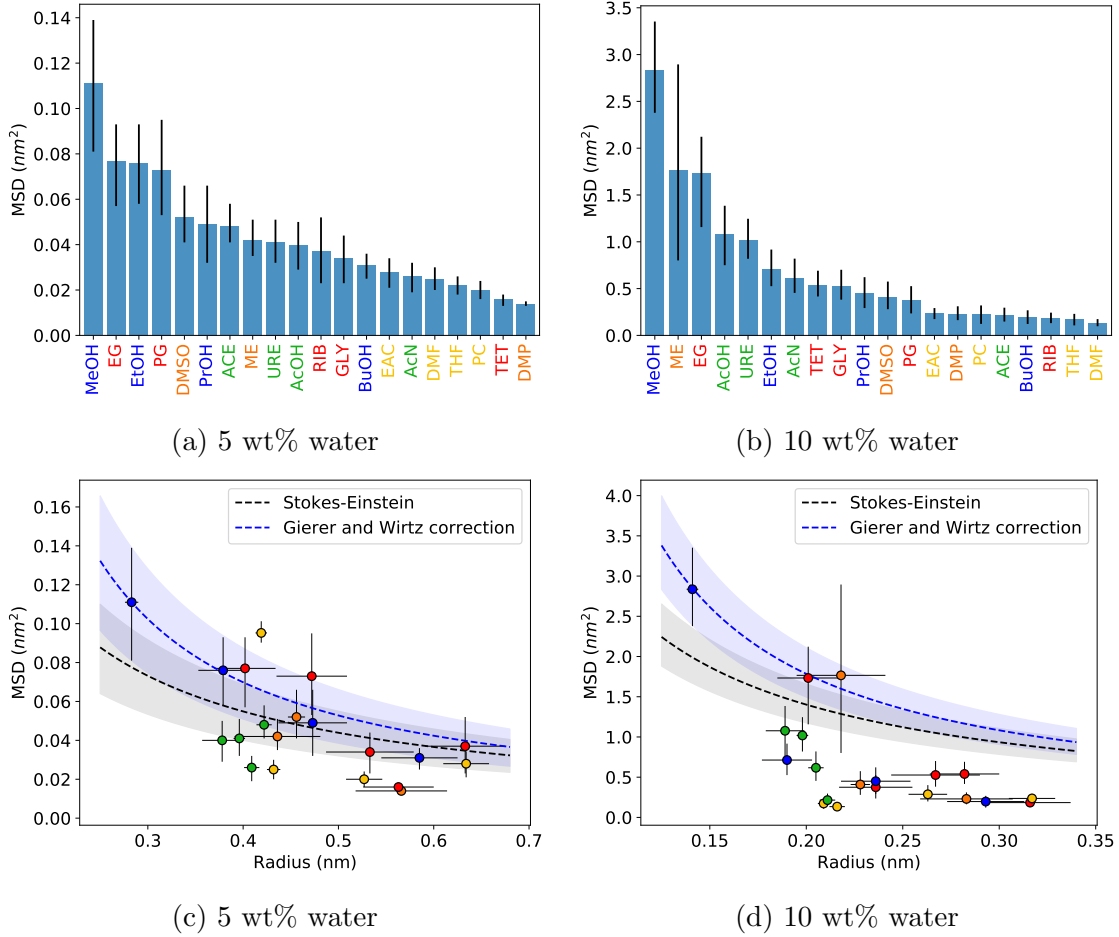 0.14
0.12
0.10
0.08
0.06
0.04
0.02
0.00
MSD (nm²)
MeOH EG EtOH PG DMSO PrOH ACE ME URE AcOH RIB GLY BuOH EAC AcN DMF THF PC TET DMP
(a) 5 wt% water
3.5
3.0
2.5
2.0
1.5
1.0
0.5
0.0
MSD (nm²)
MeOH ME EG AcOH URE EtOH AcN TET GLY PrOH DMSO PG EAC DMP PC ACE BuOH RIB THF DMF
(b) 10 wt% water
0.16
0.14
0.12
0.10
0.08
0.06
0.04
0.02
0.00
MSD (nm²)
Stokes-Einstein
Gierer and Wirtz correction
0.3 0.4 0.5 0.6 0.7
Radius (nm)
(c) 5 wt% water
4.0
3.5
3.0
2.5
2.0
1.5
1.0
0.5
0.0
MSD (nm²)
Stokes-Einstein
Gierer and Wirtz correction
0.15 0.20 0.25 0.30 0.35
Radius (nm)
(d) 10 wt% water